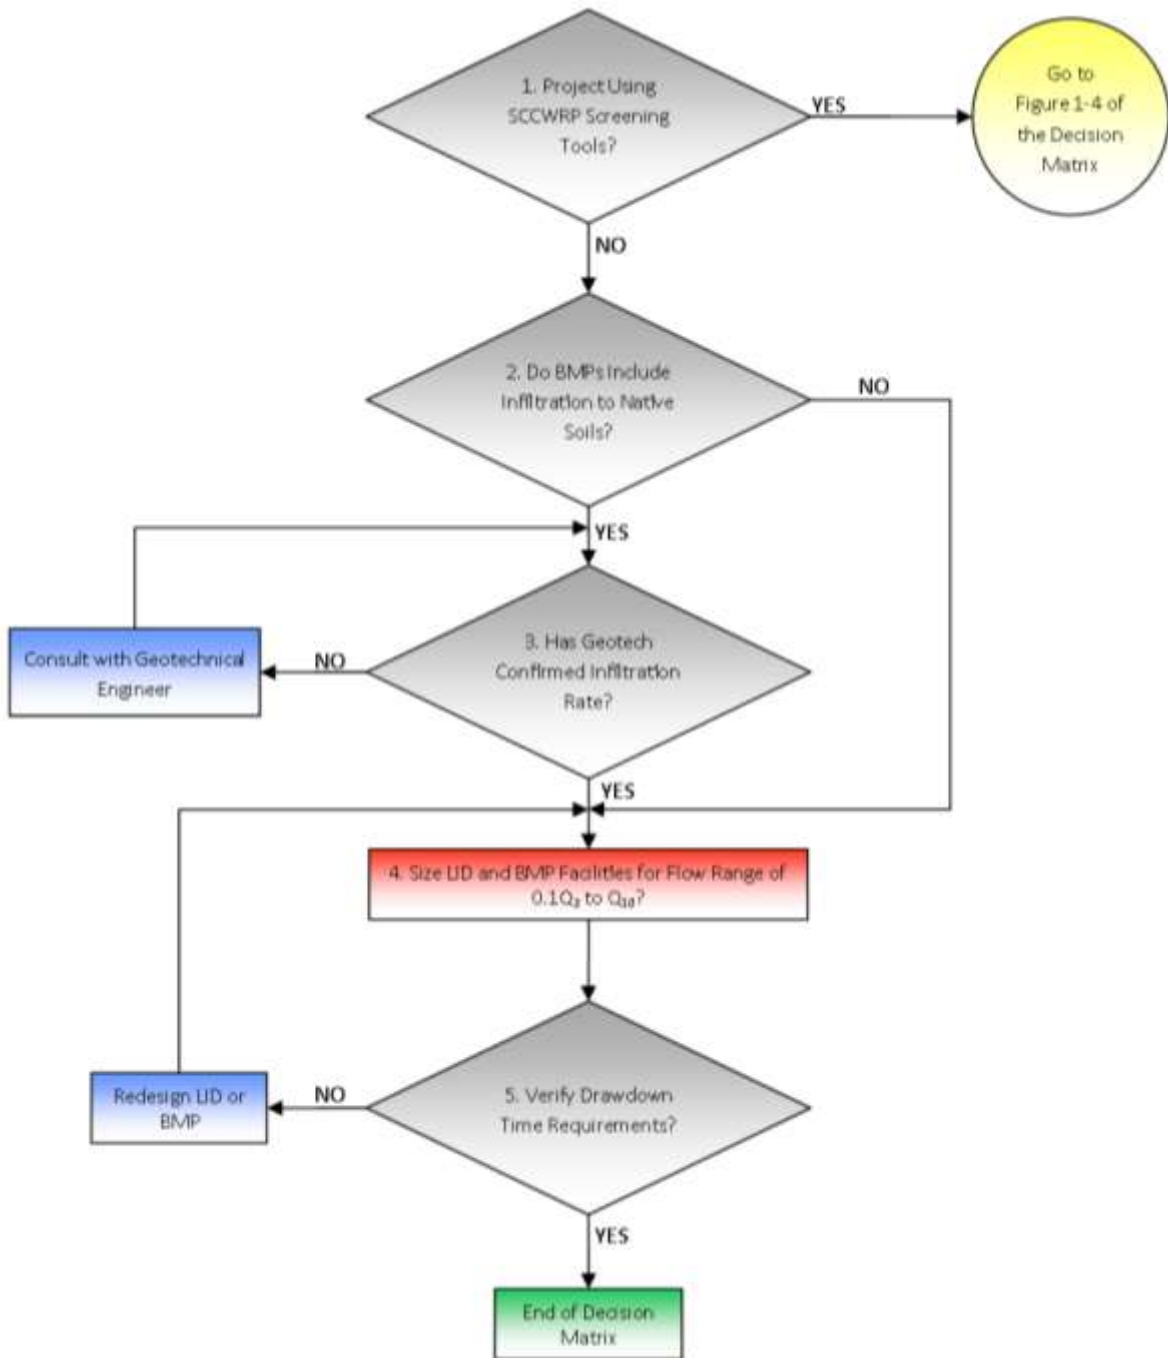 1. Project Using
SCCWRP Screening
Tools?
YES
Go to
Figure 1-4 of
the Decision
Matrix
NO
2. Do BMPs Include
Infiltration to Native
Soils?
NO
YES
3. Has Geotech
Confirmed Infiltration
Rate?
NO
Consult with Geotechnical
Engineer
YES
4. Size LID and BMP Facilities for Flow Range of
0.1Q₂ to Q₁₀?
5. Verify Drawdown
Time Requirements?
NO
Redesign LID or
BMP
YES
End of Decision
Matrix